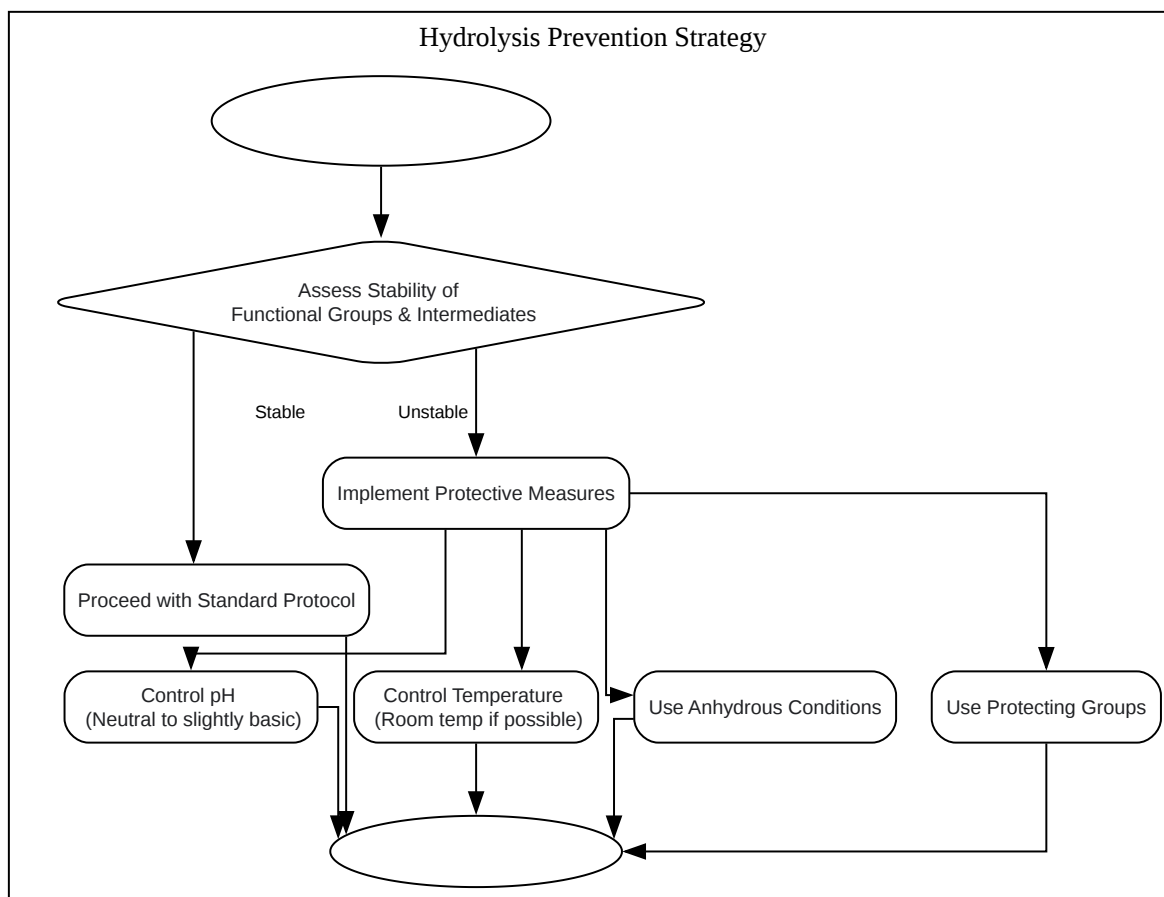 Hydrolysis Prevention Strategy
Assess Stability of
Functional Groups & Intermediates
Stable
Unstable
Implement Protective Measures
Proceed with Standard Protocol
Control pH
(Neutral to slightly basic)
Control Temperature
(Room temp if possible)
Use Anhydrous Conditions
Use Protecting Groups